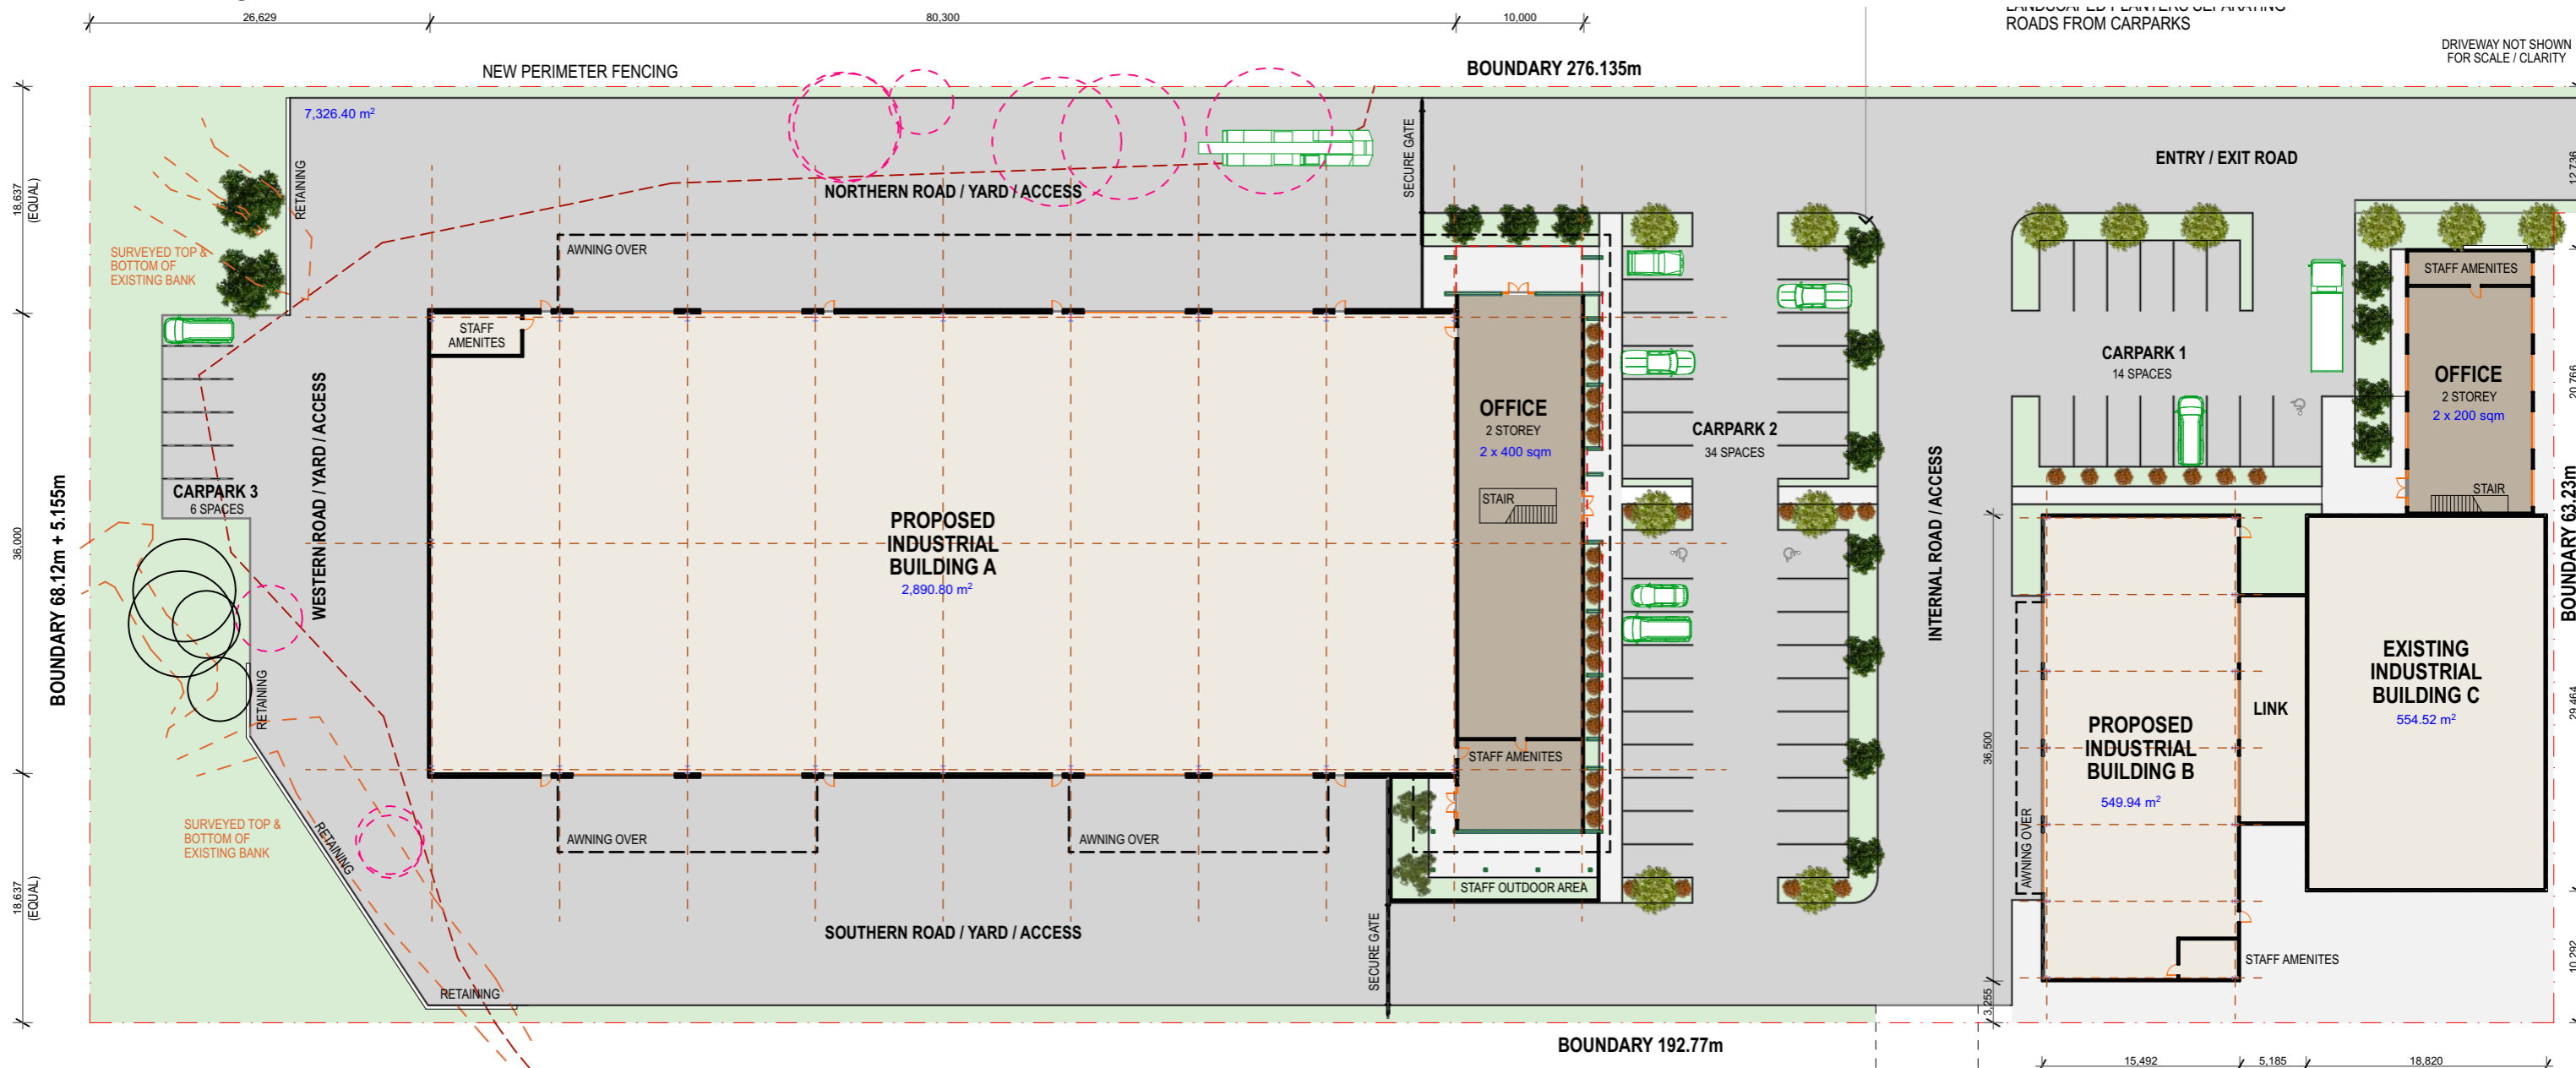 26,629
80,300
10,000
ROADS FROM CARPARKS
DRIVEWAY NOT SHOWN
FOR SCALE / CLARITY
NEW PERIMETER FENCING
BOUNDARY 276.135m
7,326.40 m²
18,637
(EQUAL)
RETAINING
SECURE GATE
ENTRY / EXIT ROAD
12,736
NORTHERN ROAD / YARD / ACCESS
SURVEYED TOP &
BOTTOM OF
EXISTING BANK
AWNING OVER
STAFF AMENITES
STAFF
AMENITES
CARPARK 1
14 SPACES
OFFICE
2 STOREY
2 x 200 sqm
20,766
OFFICE
2 STOREY
2 x 400 sqm
CARPARK 2
34 SPACES
WESTERN ROAD / YARD / ACCESS
CARPARK 3
6 SPACES
STAIR
STAIR
BOUNDARY 68.12m + 5.155m
36,000
PROPOSED
INDUSTRIAL
BUILDING A
2,890.80 m²
INTERNAL ROAD / ACCESS
BOUNDARY 63.23m
RETAINING
EXISTING
INDUSTRIAL
BUILDING C
554.52 m²
LINK
29,464
PROPOSED
INDUSTRIAL
BUILDING B
549.94 m²
36,500
STAFF AMENITES
SURVEYED TOP &
BOTTOM OF
EXISTING BANK
RETAINING
AWNING OVER
AWNING OVER
AWNING OVER
STAFF OUTDOOR AREA
18,637
(EQUAL)
SOUTHERN ROAD / YARD / ACCESS
SECURE GATE
STAFF AMENITES
10,292
RETAINING
3,255
BOUNDARY 192.77m
15,492
5,185
18,820